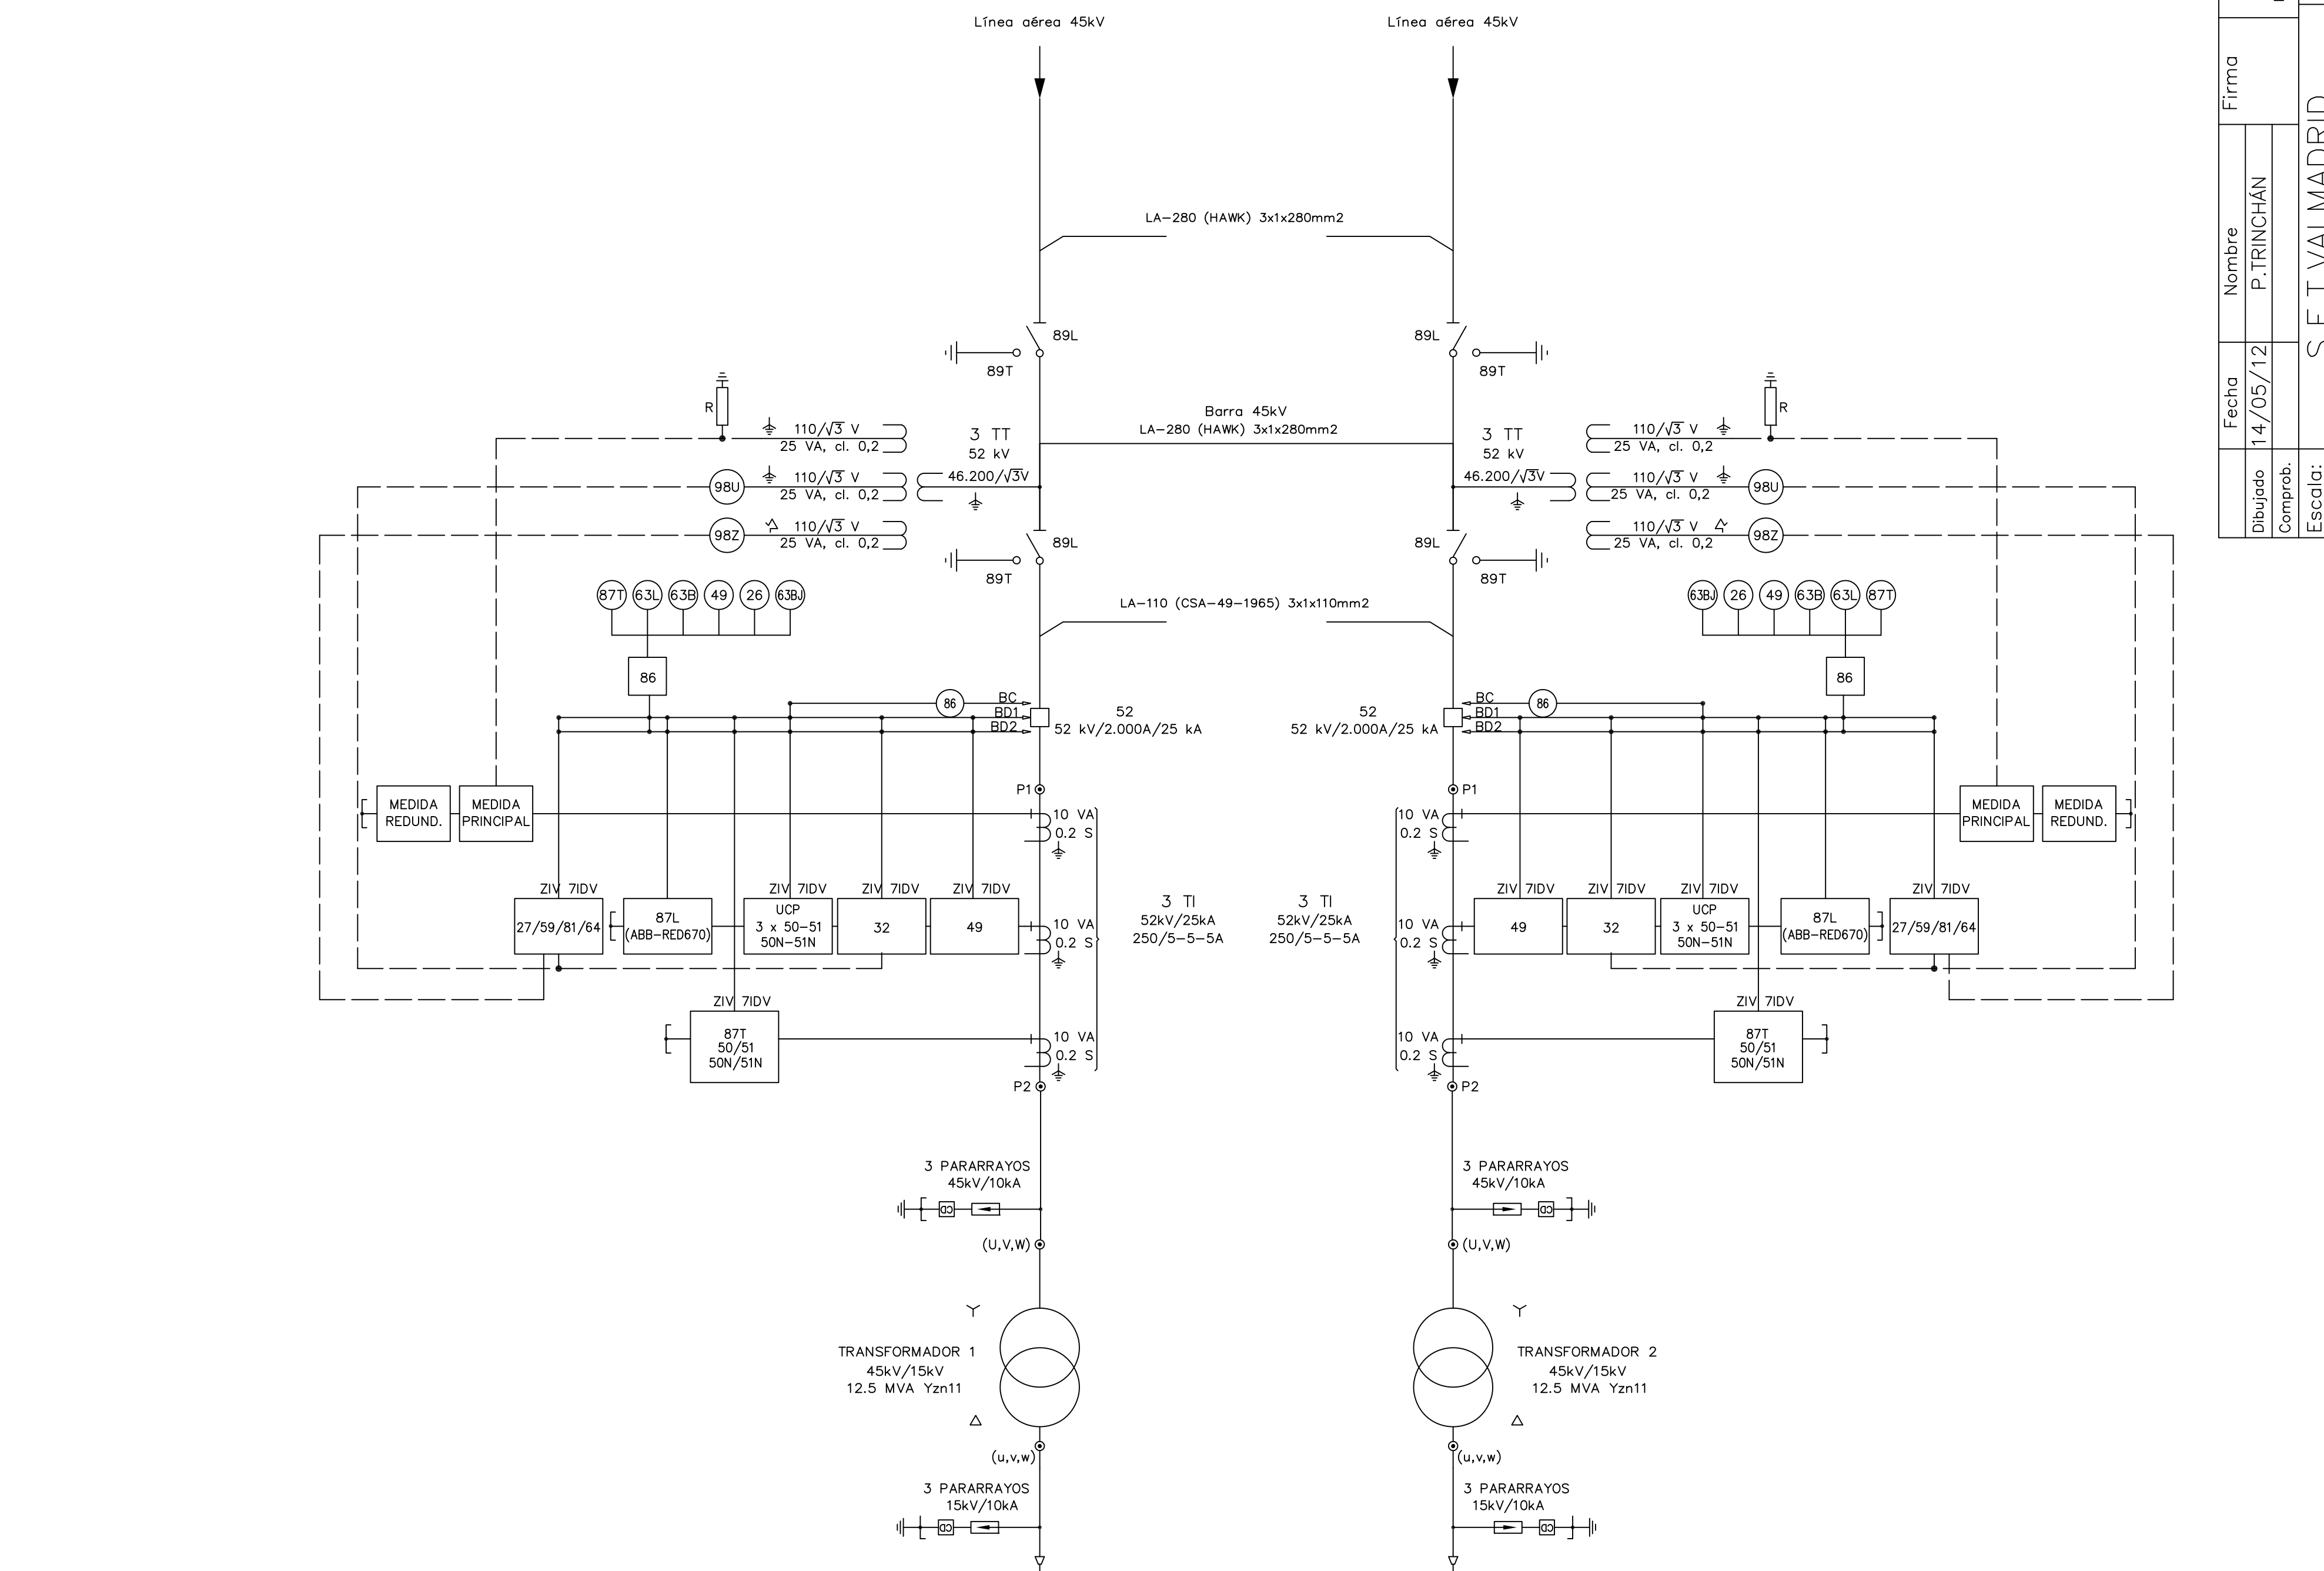 Línea aérea 45kV
Línea aérea 45kV
LA-280 (HAWK) 3x1x280mm2
89L
89T
89L
89T
Barra 45kV
LA-280 (HAWK) 3x1x280mm2
R
110/√3 V
25 VA, cl. 0,2
98U
110/√3 V
25 VA, cl. 0,2
98Z
110/√3 V
25 VA, cl. 0,2
3 TT
52 kV
46.200/√3V
3 TT
52 kV
46.200/√3V
R
110/√3 V
25 VA, cl. 0,2
110/√3 V
25 VA, cl. 0,2
98U
110/√3 V
25 VA, cl. 0,2
98Z
89L
89T
89L
89T
87T 63L 63B 49 26 63BJ
63BJ 26 49 63B 63L 87T
LA-110 (CSA-49-1965) 3x1x110mm2
86
86
86
BC
BD1
BD2
52
52 kV/2.000A/25 kA
52
52 kV/2.000A/25 kA
BC
BD1
BD2
86
P1
P1
MEDIDA
REDUND.
MEDIDA
PRINCIPAL
10 VA
0.2 S
10 VA
0.2 S
MEDIDA
PRINCIPAL
MEDIDA
REDUND.
ZIV 7IDV
27/59/81/64
87L
(ABB-RED670)
ZIV 7IDV
UCP
3 x 50-51
50N-51N
ZIV 7IDV
32
ZIV 7IDV
49
10 VA
0.2 S
3 TI
52kV/25kA
250/5-5-5A
3 TI
52kV/25kA
250/5-5-5A
10 VA
0.2 S
ZIV 7IDV
49
ZIV 7IDV
32
ZIV 7IDV
UCP
3 x 50-51
50N-51N
87L
(ABB-RED670)
ZIV 7IDV
27/59/81/64
ZIV 7IDV
87T
50/51
50N/51N
10 VA
0.2 S
10 VA
0.2 S
ZIV 7IDV
87T
50/51
50N/51N
P2
P2
3 PARARRAYOS
45kV/10kA
CD
3 PARARRAYOS
45kV/10kA
CD
(U,V,W)
(U,V,W)
TRANSFORMADOR 1
45kV/15kV
12.5 MVA Yzn11
TRANSFORMADOR 2
45kV/15kV
12.5 MVA Yzn11
(u,v,w)
(u,v,w)
3 PARARRAYOS
15kV/10kA
CD
3 PARARRAYOS
15kV/10kA
CD
Fecha Nombre Firma
Dibujado 14/05/12 P.TRINCHÁN
Comprob.
Escala:
S.E.T VALMADRID